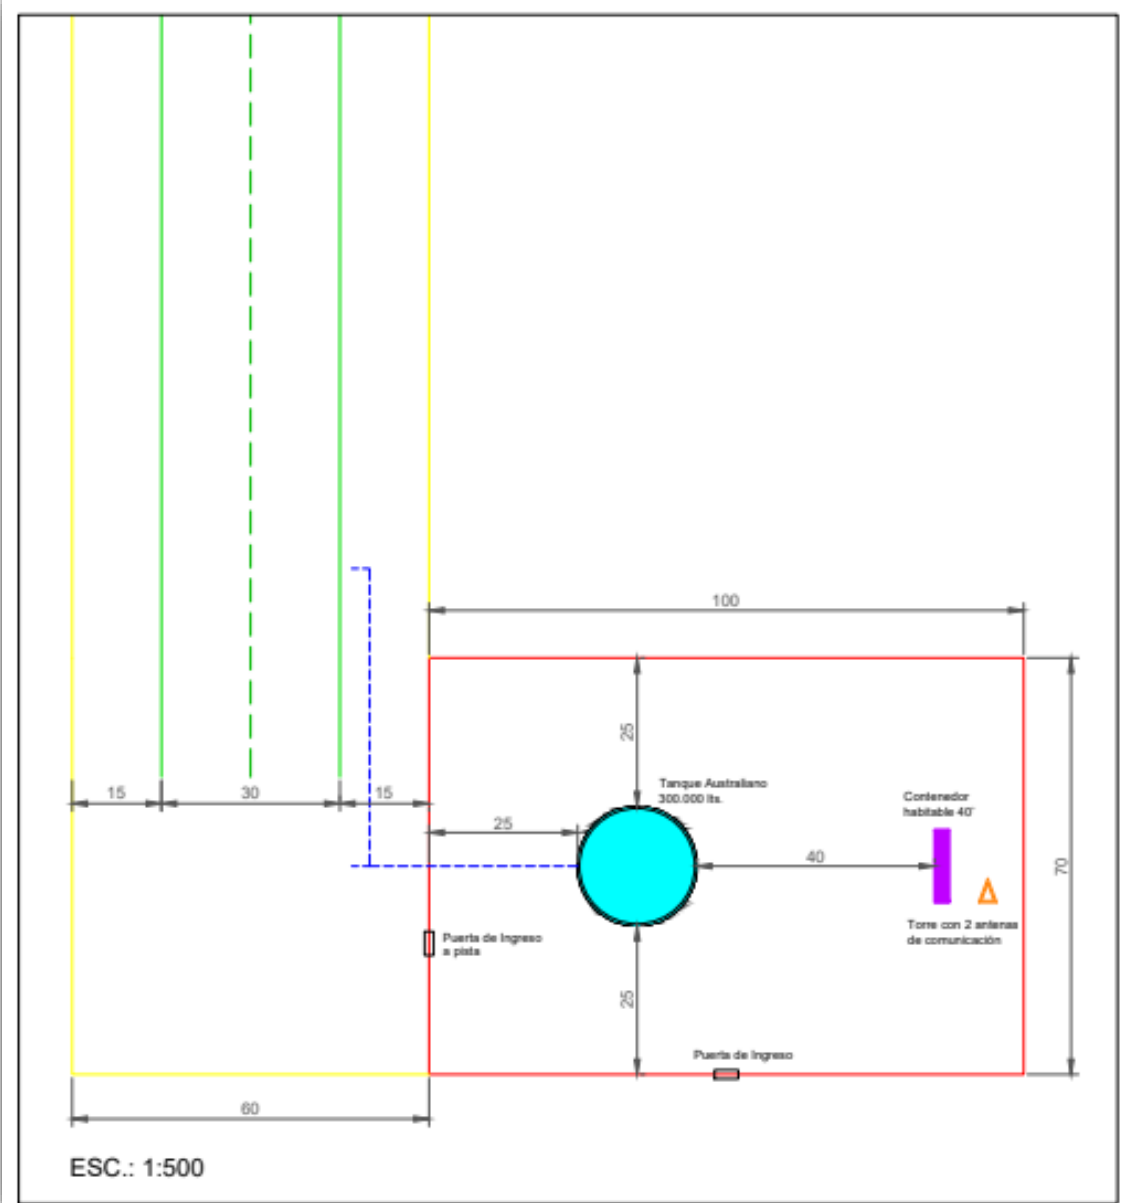 100
25
Tanque Australiano
300.000 lts.
Contenedor
habitable 40'
15
30
15
25
40
70
Puerta de Ingreso
a pista
Torre con 2 antenas
de comunicación
25
Puerta de Ingreso
60
ESC.: 1:500